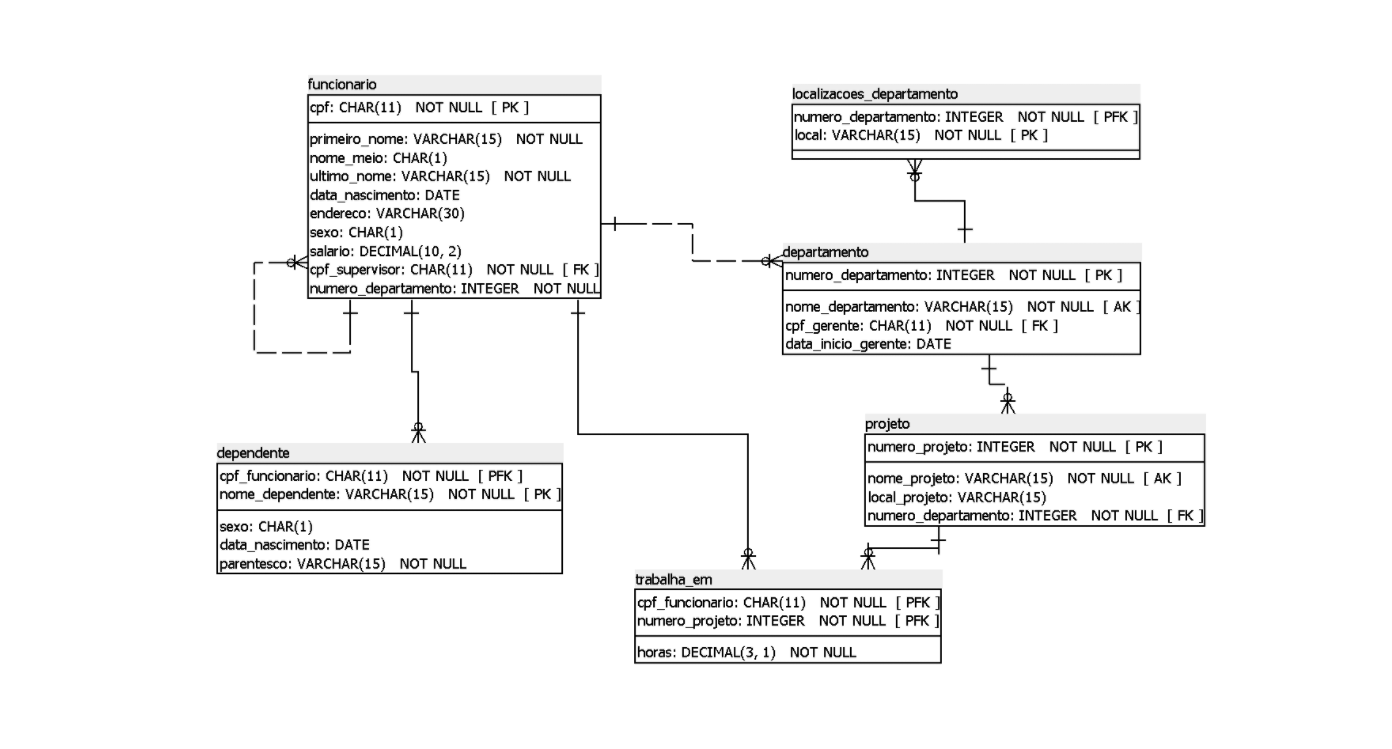 funcionario
cpf: CHAR(11) NOT NULL [ PK ]
primeiro_nome: VARCHAR(15) NOT NULL
nome_meio: CHAR(1)
ultimo_nome: VARCHAR(15) NOT NULL
data_nascimento: DATE
endereco: VARCHAR(30)
sexo: CHAR(1)
salario: DECIMAL(10, 2)
cpf_supervisor: CHAR(11) NOT NULL [ FK ]
numero_departamento: INTEGER NOT NULL
localizacoes_departamento
numero_departamento: INTEGER NOT NULL [ PFK ]
local: VARCHAR(15) NOT NULL [ PK ]
departamento
numero_departamento: INTEGER NOT NULL [ PK ]
nome_departamento: VARCHAR(15) NOT NULL [ AK ]
cpf_gerente: CHAR(11) NOT NULL [ FK ]
data_inicio_gerente: DATE
projeto
numero_projeto: INTEGER NOT NULL [ PK ]
nome_projeto: VARCHAR(15) NOT NULL [ AK ]
local_projeto: VARCHAR(15)
numero_departamento: INTEGER NOT NULL [ FK ]
dependente
cpf_funcionario: CHAR(11) NOT NULL [ PFK ]
nome_dependente: VARCHAR(15) NOT NULL [ PK ]
sexo: CHAR(1)
data_nascimento: DATE
parentesco: VARCHAR(15) NOT NULL
trabalha_em
cpf_funcionario: CHAR(11) NOT NULL [ PFK ]
numero_projeto: INTEGER NOT NULL [ PFK ]
horas: DECIMAL(3, 1) NOT NULL